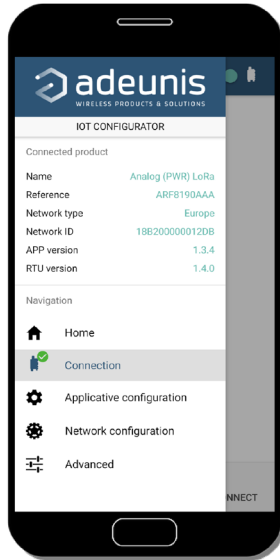 adeunis
WIRELESS PRODUCTS & SOLUTIONS
IOT CONFIGURATOR
Connected product
Name Analog (PWR) LoRa
Reference ARF8190AAA
Network type Europe
Network ID 18B200000012DB
APP version 1.3.4
RTU version 1.4.0
Navigation
Home
Connection
Applicative configuration
Network configuration
Advanced
NNECT